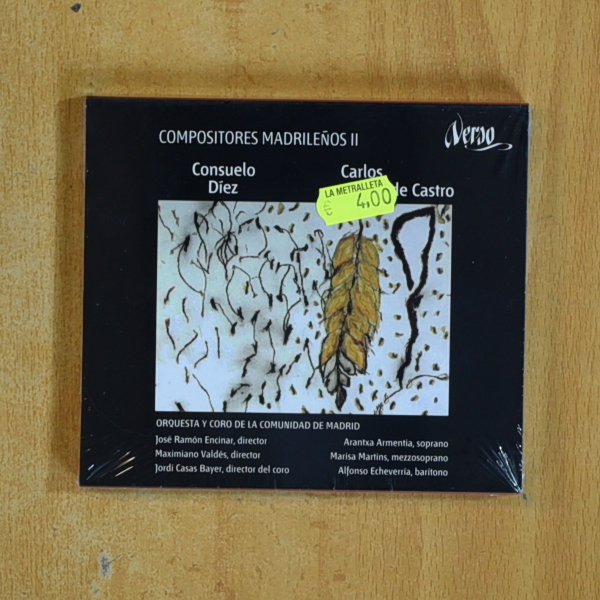 COMPOSITORES MADRILEÑOS II
Verso
Consuelo
Díez
Carlos
de Castro
LA METRALLETA
4,00
ORQUESTA Y CORO DE LA COMUNIDAD DE MADRID
José Ramón Encinar, director
Maximiano Valdés, director
Jordi Casas Bayer, director del coro
Arantxa Armentia, soprano
Marisa Martins, mezzosoprano
Alfonso Echeverría, barítono